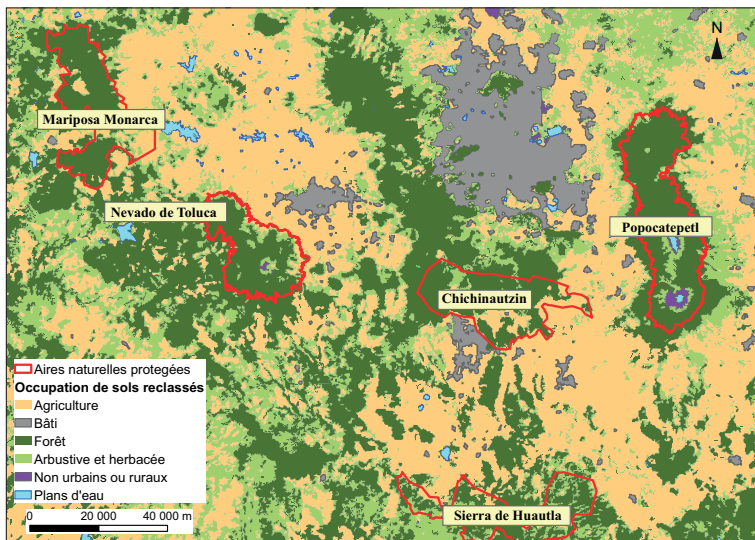 N
Mariposa Monarca
Nevado de Toluca
Popocatepetl
Chichinautzin
Sierra de Huautla
Aires naturelles protegées
Occupation de sols reclassés
Agriculture
Bâti
Forêt
Arbustive et herbacée
Non urbains ou ruraux
Plans d'eau
0 20 000 40 000 m